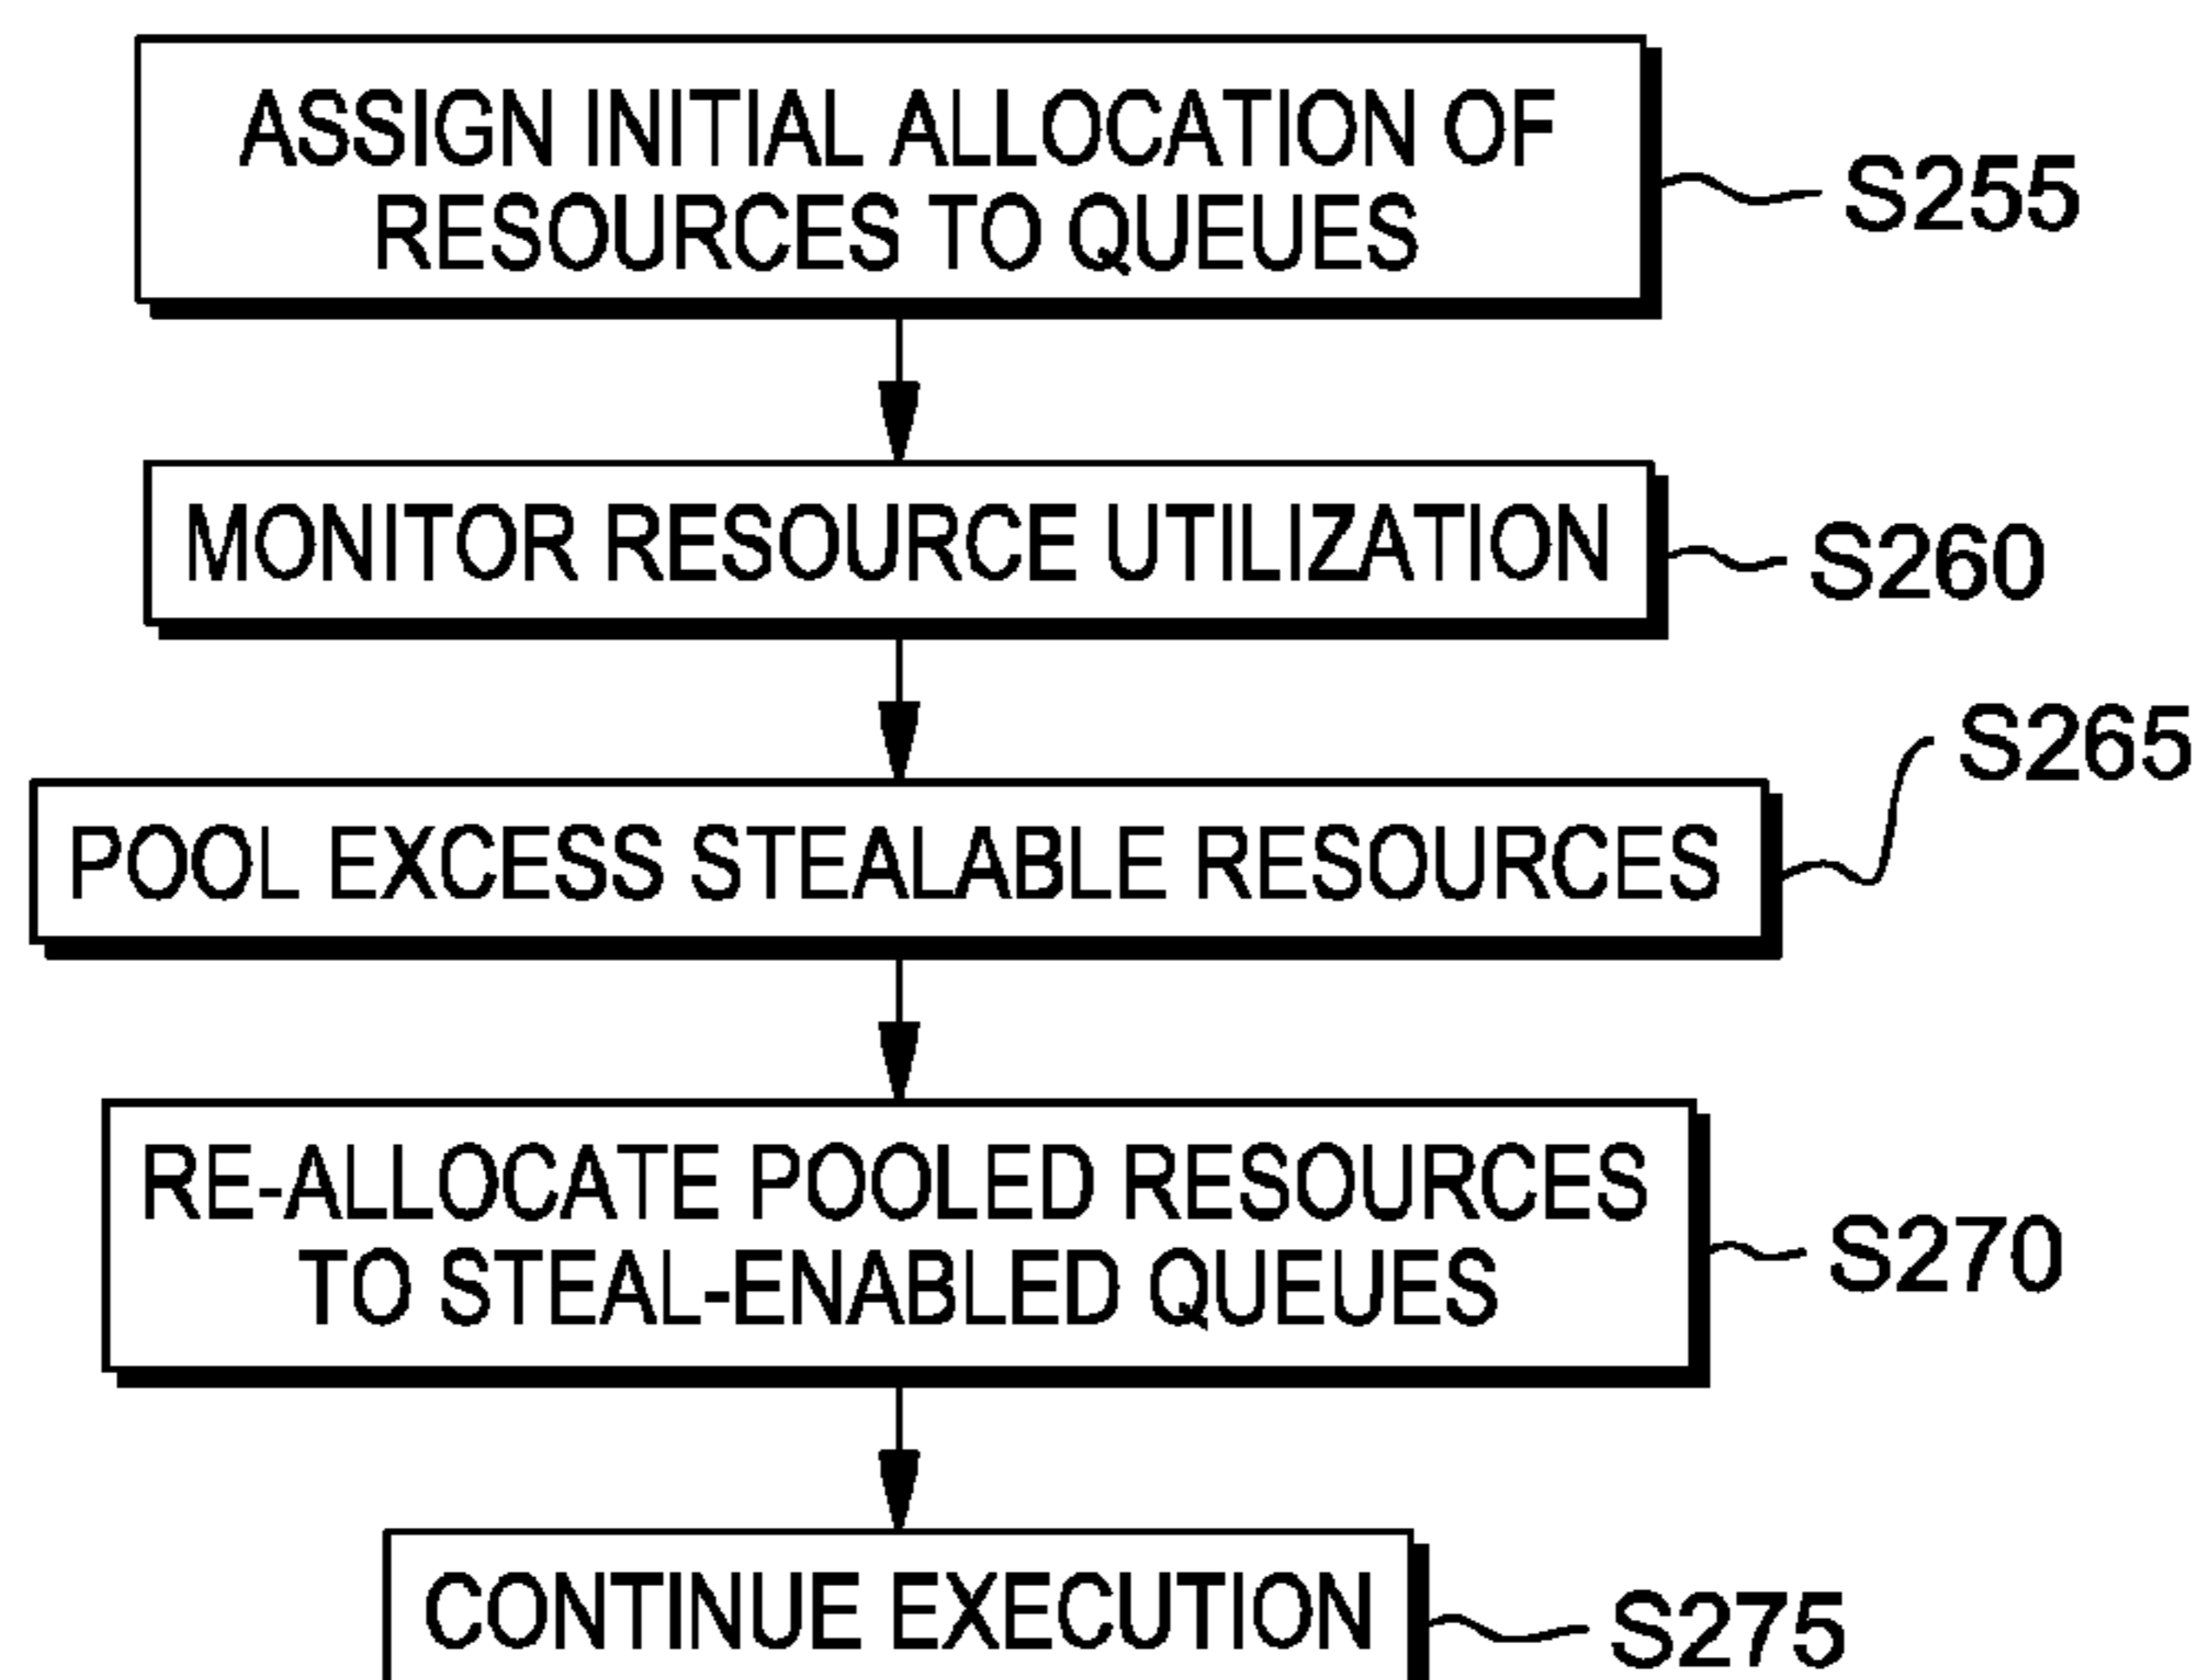 ASSIGN INITIAL ALLOCATION OF
RESOURCES TO QUEUES
S255
MONITOR RESOURCE UTILIZATION
S260
S265
POOL EXCESS STEALABLE RESOURCES
RE-ALLOCATE POOLED RESOURCES
TO STEAL-ENABLED QUEUES
S270
CONTINUE EXECUTION
S275